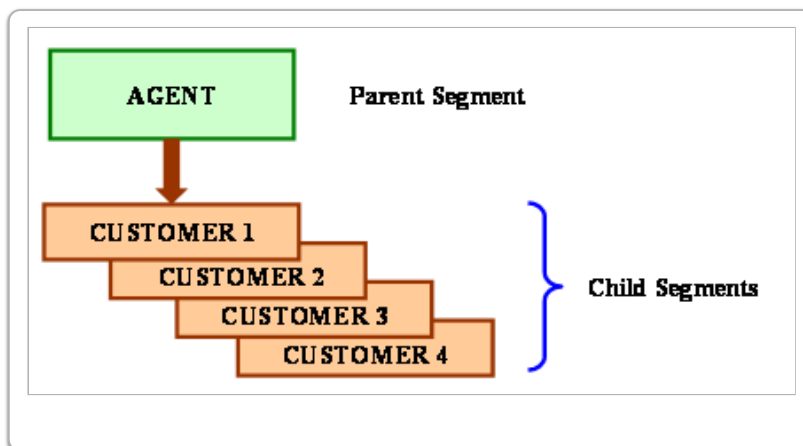 AGENT
Parent Segment
CUSTOMER 1
CUSTOMER 2
CUSTOMER 3
CUSTOMER 4
Child Segments